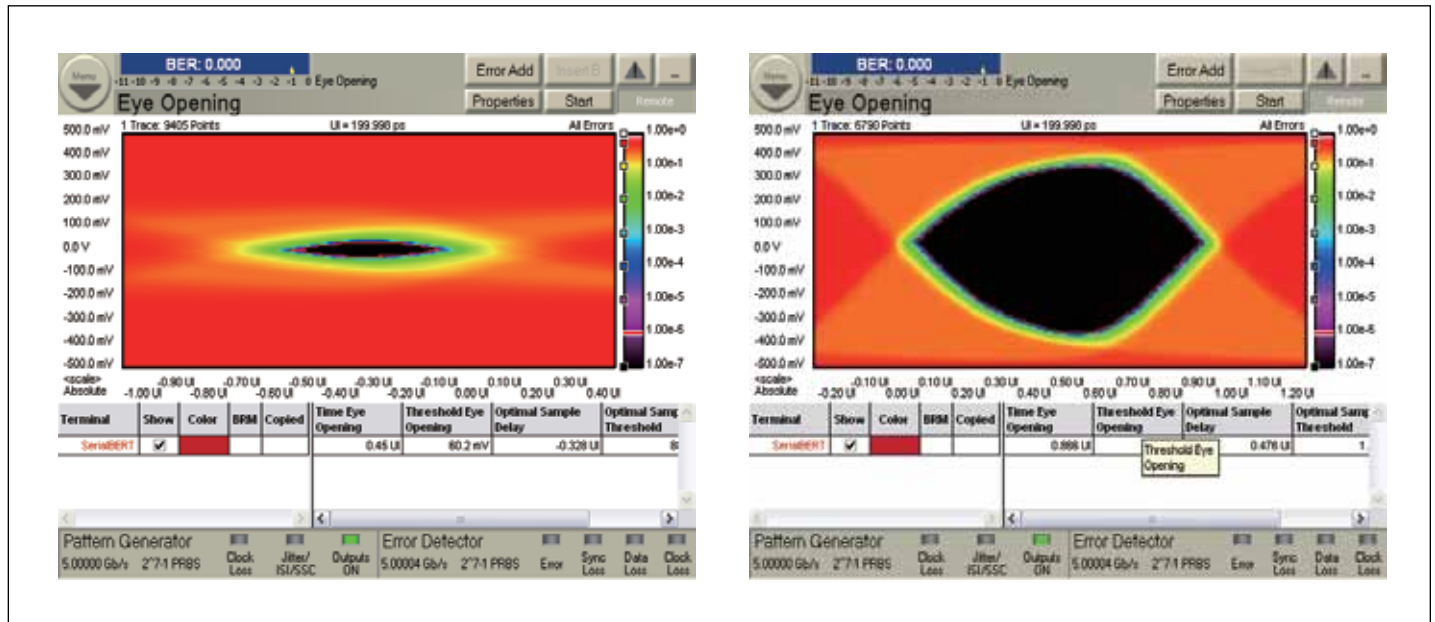 Menu
BER: 0.000
-11 -10 -9 -8 -7 -6 -5 -4 -3 -2 -1 0 Eye Opening
Error Add
Insert B
Eye Opening
Properties
Start
Remote
1 Trace: 9405 Points
UI = 199.998 ps
All Errors
500.0 mV
400.0 mV
300.0 mV
200.0 mV
100.0 mV
0.0 V
-100.0 mV
-200.0 mV
-300.0 mV
-400.0 mV
-500.0 mV
1.00e+0
1.00e-1
1.00e-2
1.00e-3
1.00e-4
1.00e-5
1.00e-6
1.00e-7
<scale>
Absolute
-0.90 UI -0.70 UI -0.50 UI -0.30 UI -0.10 UI 0.10 UI 0.30 UI
-1.00 UI -0.80 UI -0.60 UI -0.40 UI -0.20 UI 0.20 UI 0.40 UI
Terminal Show Color BRM Copied Time Eye Opening Threshold Eye Opening Optimal Sample Delay Optimal Samp Threshold
SerialBERT 0.45 UI 60.2 mV -0.328 UI
Pattern Generator
5.00000 Gb/s 2^7-1 PRBS
Clock Loss
Jitter/ ISI/SSC
Outputs ON
Error Detector
5.00004 Gb/s 2^7-1 PRBS
Error
Sync Loss
Data Loss
Clock Loss
Menu
BER: 0.000
-11 -10 -9 -8 -7 -6 -5 -4 -3 -2 -1 0 Eye Opening
Error Add
Eye Opening
Properties
Start
Remote
1 Trace: 6790 Points
UI = 199.998 ps
All Errors
500.0 mV
400.0 mV
300.0 mV
200.0 mV
100.0 mV
0.0 V
-100.0 mV
-200.0 mV
-300.0 mV
-400.0 mV
-500.0 mV
1.00e+0
1.00e-1
1.00e-2
1.00e-3
1.00e-4
1.00e-5
1.00e-6
1.00e-7
<scale>
Absolute
-0.10 UI 0.10 UI 0.30 UI 0.50 UI 0.70 UI 0.90 UI 1.10 UI
-0.20 UI 0.00 UI 0.20 UI 0.40 UI 0.60 UI 0.80 UI 1.00 UI 1.20 UI
Terminal Show Color BRM Copied Time Eye Opening Threshold Eye Opening Optimal Sample Delay Optimal Samp Threshold
SerialBERT 0.476 UI 1
Threshold Eye Opening
Pattern Generator
5.00000 Gb/s 2^7-1 PRBS
Clock Loss
Jitter/ ISI/SSC
Outputs ON
Error Detector
5.00004 Gb/s 2^7-1 PRBS
Error
Sync Loss
Data Loss
Clock Loss